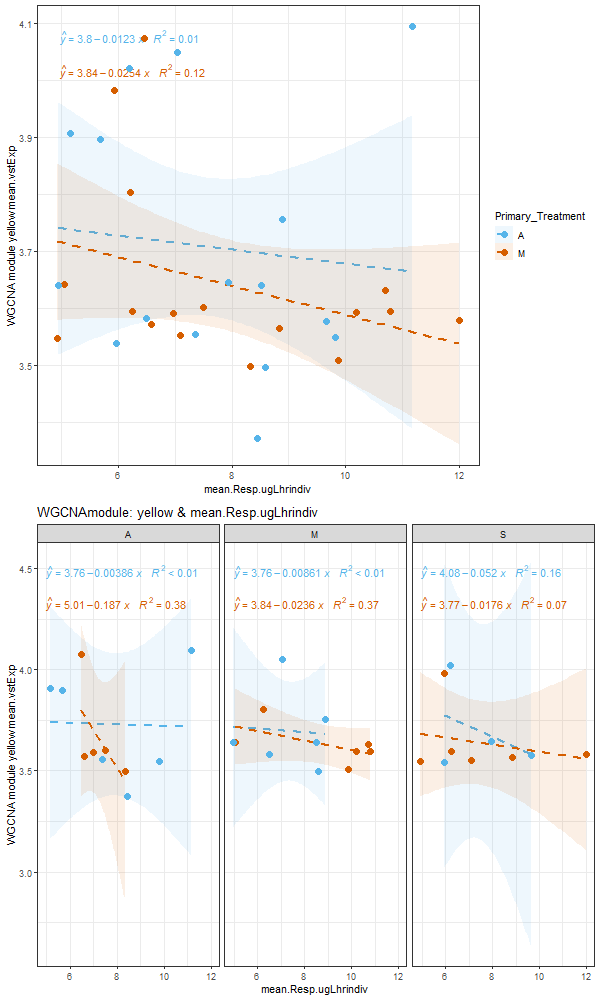 4.1
3.9
3.7
3.5
WGCNA module yellowmean.vstExp
ŷ = 3.8 − 0.0123 x R² = 0.01
ŷ = 3.84 − 0.0254 x R² = 0.12
6 8 10 12
mean.Resp.ugLhrindiv
Primary_Treatment
A
M
WGCNAmodule: yellow & mean.Resp.ugLhrindiv
A M S
ŷ = 3.76 − 0.00386 x R² < 0.01
ŷ = 5.01 − 0.187 x R² = 0.38
ŷ = 3.76 − 0.00861 x R² < 0.01
ŷ = 3.84 − 0.0236 x R² = 0.37
ŷ = 4.08 − 0.052 x R² = 0.16
ŷ = 3.77 − 0.0176 x R² = 0.07
4.5
4.0
3.5
3.0
WGCNA module yellowmean.vstExp
6 8 10 12 6 8 10 12 6 8 10 12
mean.Resp.ugLhrindiv